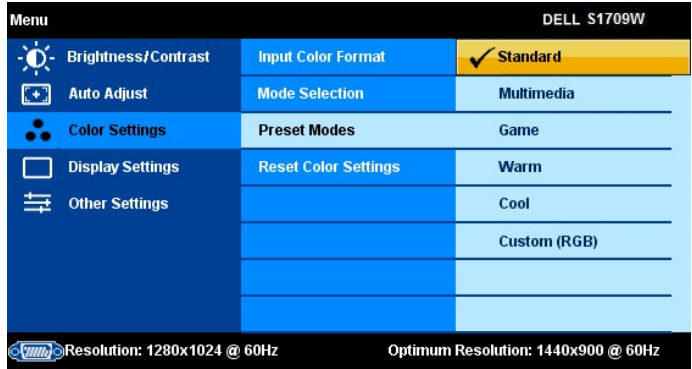 Menu DELL S1709W
Brightness/Contrast Input Color Format Standard
Auto Adjust Mode Selection Multimedia
Color Settings Preset Modes Game
Display Settings Reset Color Settings Warm
Other Settings Cool
Custom (RGB)
Resolution: 1280x1024 @ 60Hz Optimum Resolution: 1440x900 @ 60Hz